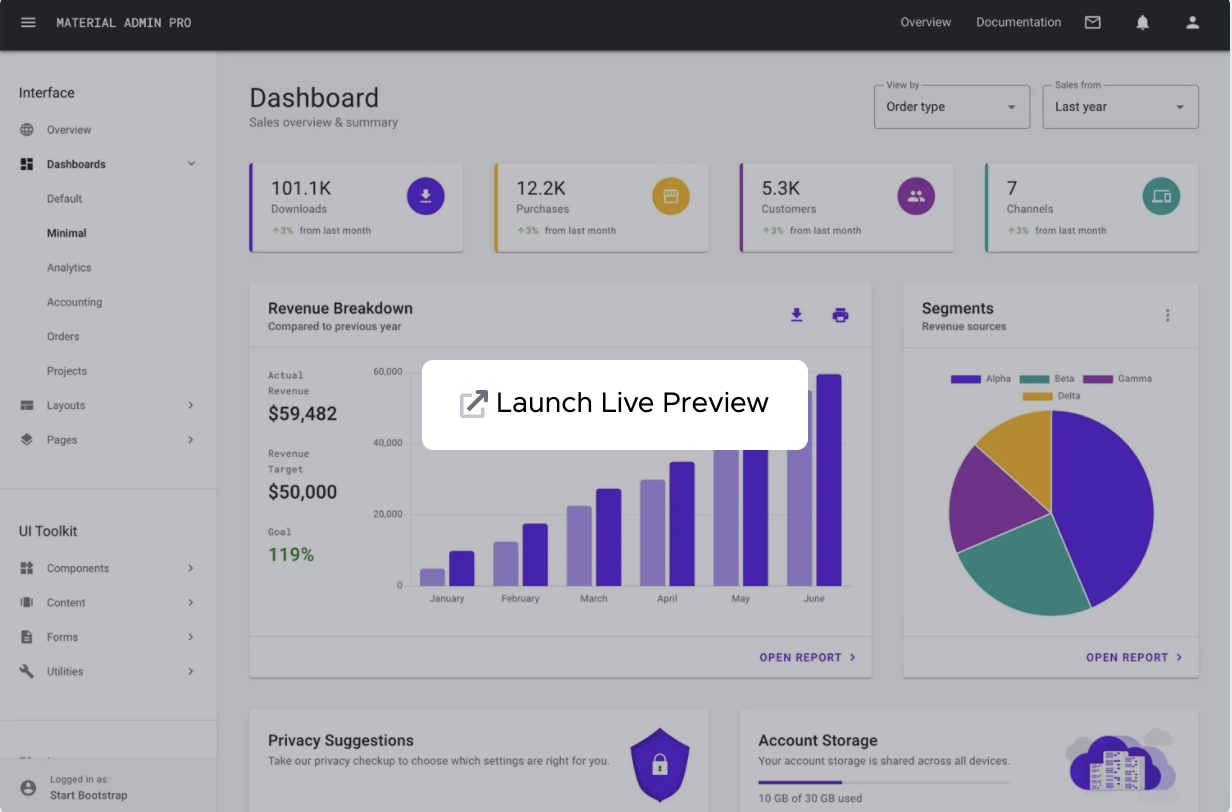 MATERIAL ADMIN PRO
Overview
Documentation
Interface
Overview
Dashboards
Default
Minimal
Analytics
Accounting
Orders
Projects
Layouts
Pages
UI Toolkit
Components
Content
Forms
Utilities
Logged in as:
Start Bootstrap
Dashboard
Sales overview & summary
View by
Order type
Sales from
Last year
101.1K
Downloads
3% from last month
12.2K
Purchases
3% from last month
5.3K
Customers
3% from last month
7
Channels
3% from last month
Revenue Breakdown
Compared to previous year
Actual
Revenue
$59,482
Revenue
Target
$50,000
Goal
119%
60,000
40,000
20,000
0
January February March April May June
Launch Live Preview
OPEN REPORT
Segments
Revenue sources
Alpha Beta Gamma
Delta
OPEN REPORT
Privacy Suggestions
Take our privacy checkup to choose which settings are right for you.
Account Storage
Your account storage is shared across all devices.
10 GB of 30 GB used